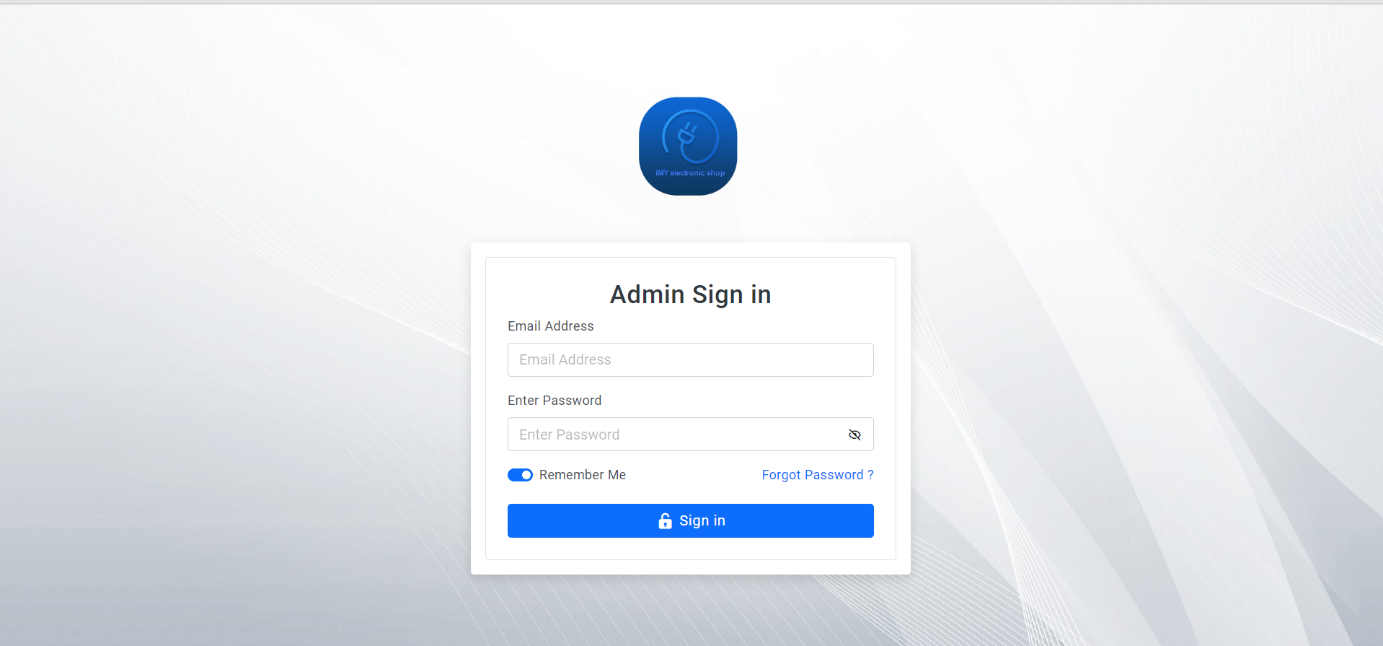 IMY electronic shop
Admin Sign in
Email Address
Email Address
Enter Password
Enter Password
Remember Me
Forgot Password ?
Sign in